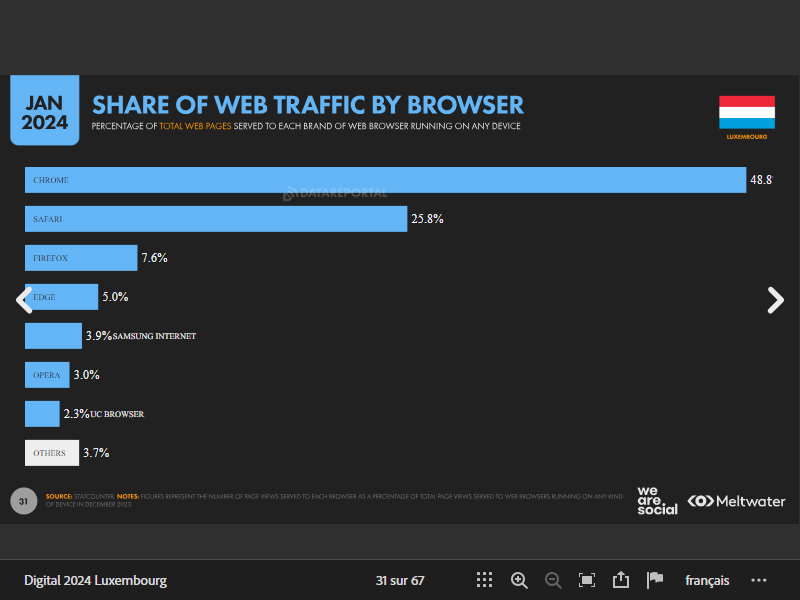 JAN
2024
SHARE OF WEB TRAFFIC BY BROWSER
PERCENTAGE OF TOTAL WEB PAGES SERVED TO EACH BRAND OF WEB BROWSER RUNNING ON ANY DEVICE
LUXEMBOURG
CHROME 48.8
DATAREPORTAL
SAFARI 25.8%
FIREFOX 7.6%
EDGE 5.0%
3.9% SAMSUNG INTERNET
OPERA 3.0%
2.3% UC BROWSER
OTHERS 3.7%
31
SOURCE: STATCOUNTER. NOTES: FIGURES REPRESENT THE NUMBER OF PAGE VIEWS SERVED TO EACH BROWSER AS A PERCENTAGE OF TOTAL PAGE VIEWS SERVED TO WEB BROWSERS RUNNING ON ANY KIND
OF DEVICE IN DECEMBER 2023.
we
are
social
Meltwater
Digital 2024 Luxembourg
31 sur 67
français